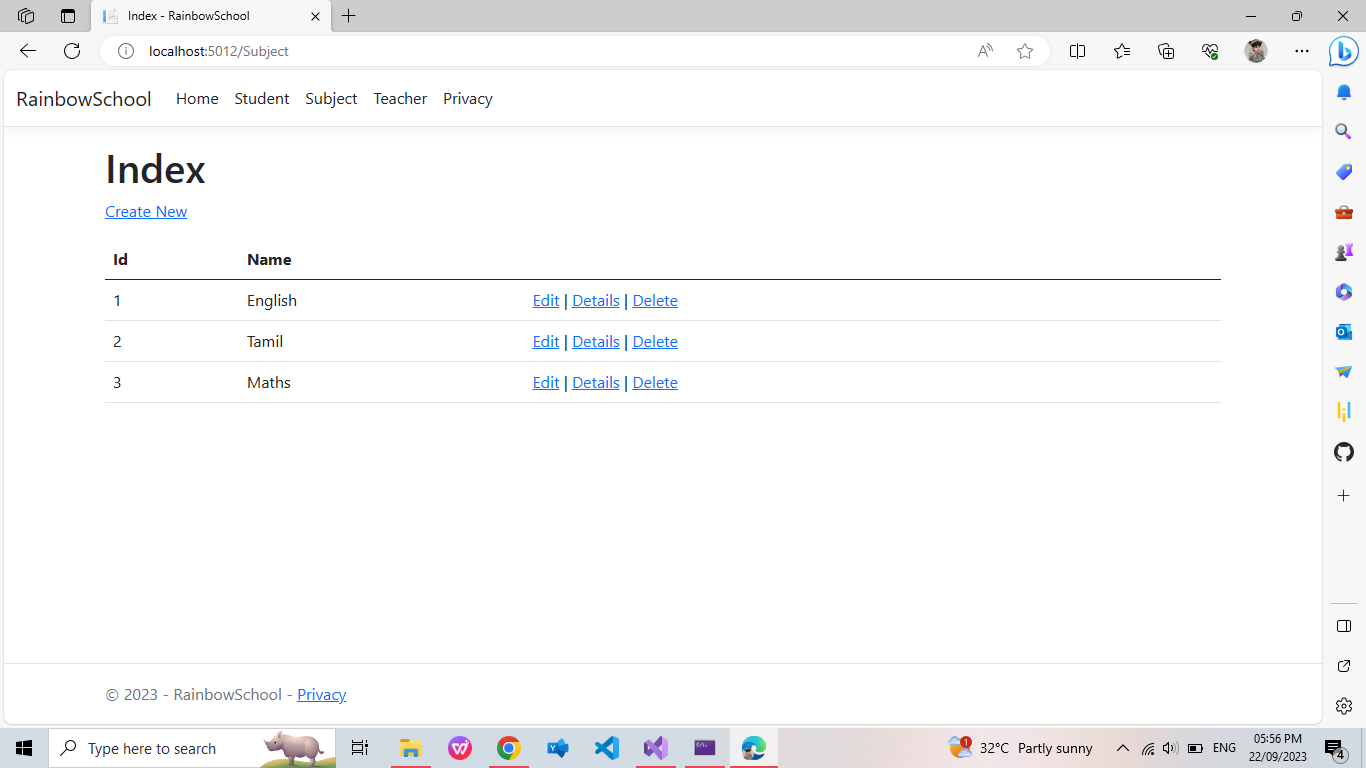 Index - RainbowSchool
localhost:5012/Subject
RainbowSchool Home Student Subject Teacher Privacy
Index
Create New
Id Name
1 English Edit | Details | Delete
2 Tamil Edit | Details | Delete
3 Maths Edit | Details | Delete
© 2023 - RainbowSchool - Privacy
Type here to search
1 32°C Partly sunny ENG 05:56 PM
22/09/2023 4